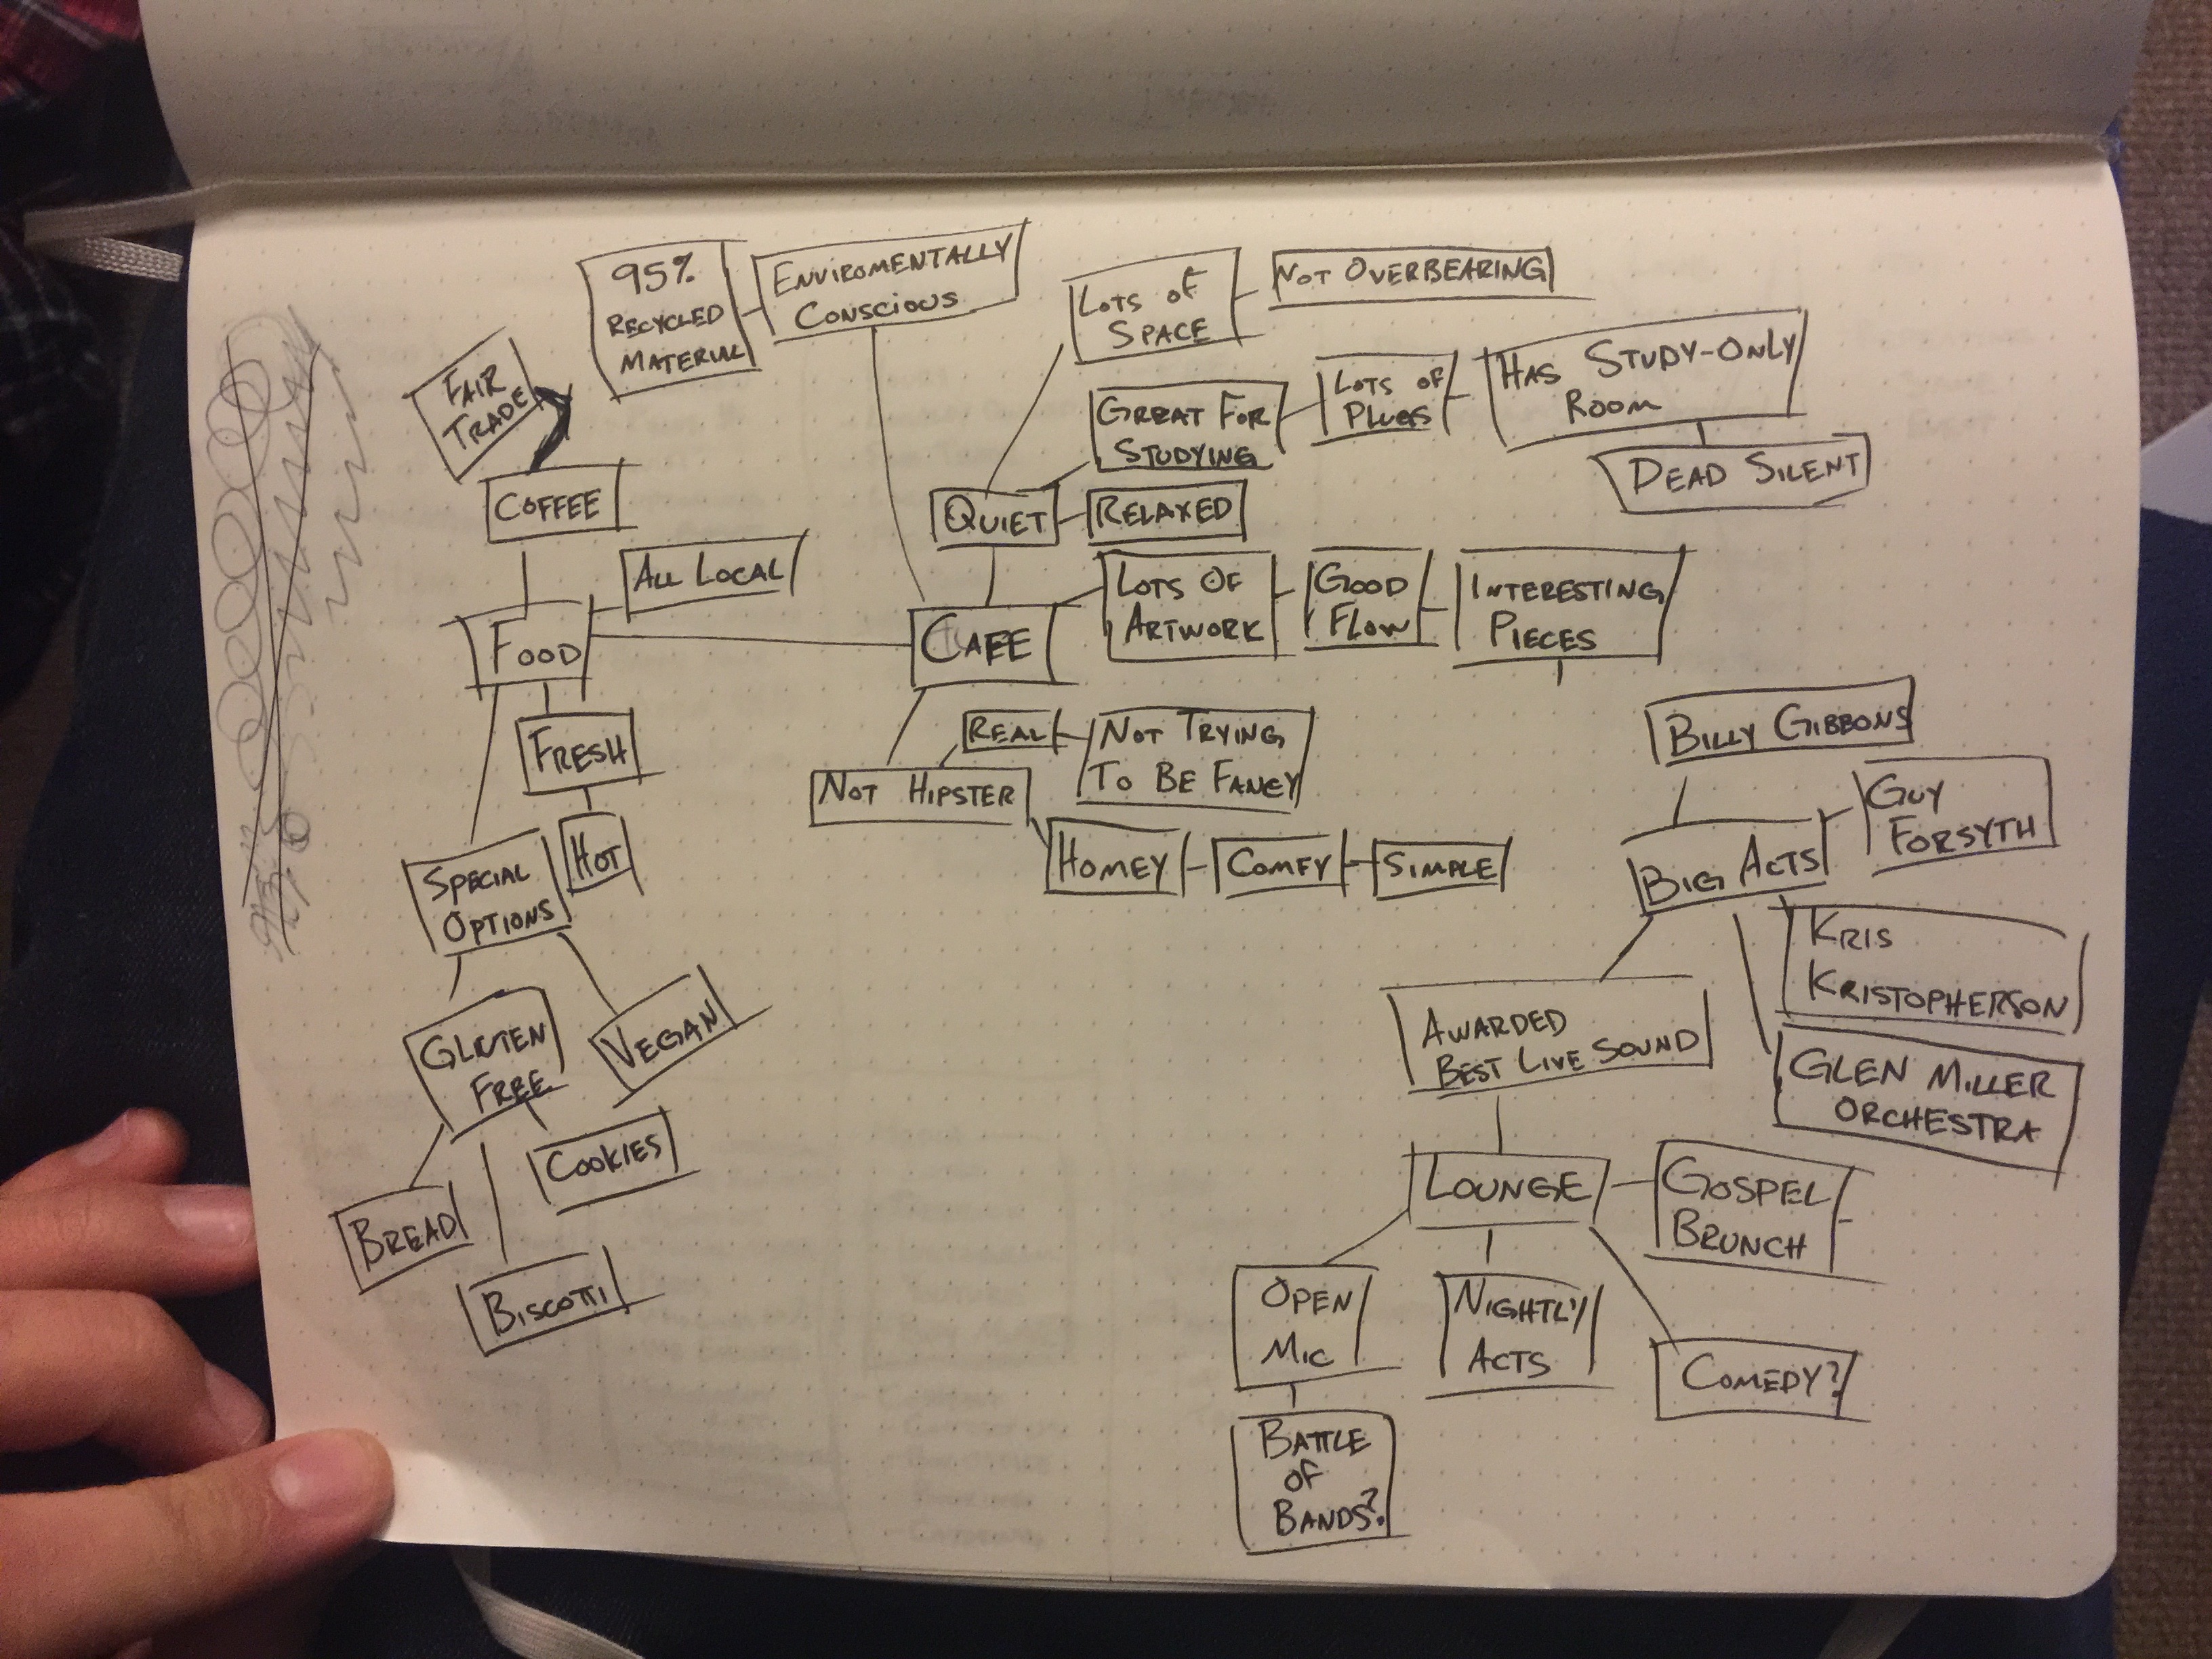 95%
RECYCLED
MATERIAL
ENVIROMENTALLY
CONSCIOUS
LOTS OF
SPACE
NOT OVERBEARING
FAIR
TRADE
GREAT FOR
STUDYING
LOTS OF
PLUGS
HAS STUDY-ONLY
ROOM
DEAD SILENT
COFFEE
QUIET
RELAXED
ALL LOCAL
FOOD
CAFE
LOTS OF
ARTWORK
GOOD
FLOW
INTERESTING
PIECES
FRESH
HOT
REAL
NOT TRYING
TO BE FANCY
NOT HIPSTER
HOMEY
COMFY
SIMPLE
BILLY GIBBONS
GUY
FORSYTH
BIG ACTS
KRIS
KRISTOPHERSON
GLEN MILLER
ORCHESTRA
SPECIAL
OPTIONS
GLUTEN
FREE
VEGAN
COOKIES
BREAD
BISCOTTI
AWARDED
BEST LIVE SOUND
LOUNGE
GOSPEL
BRUNCH
OPEN
MIC
NIGHTLY
ACTS
COMEDY?
BATTLE
OF
BANDS?